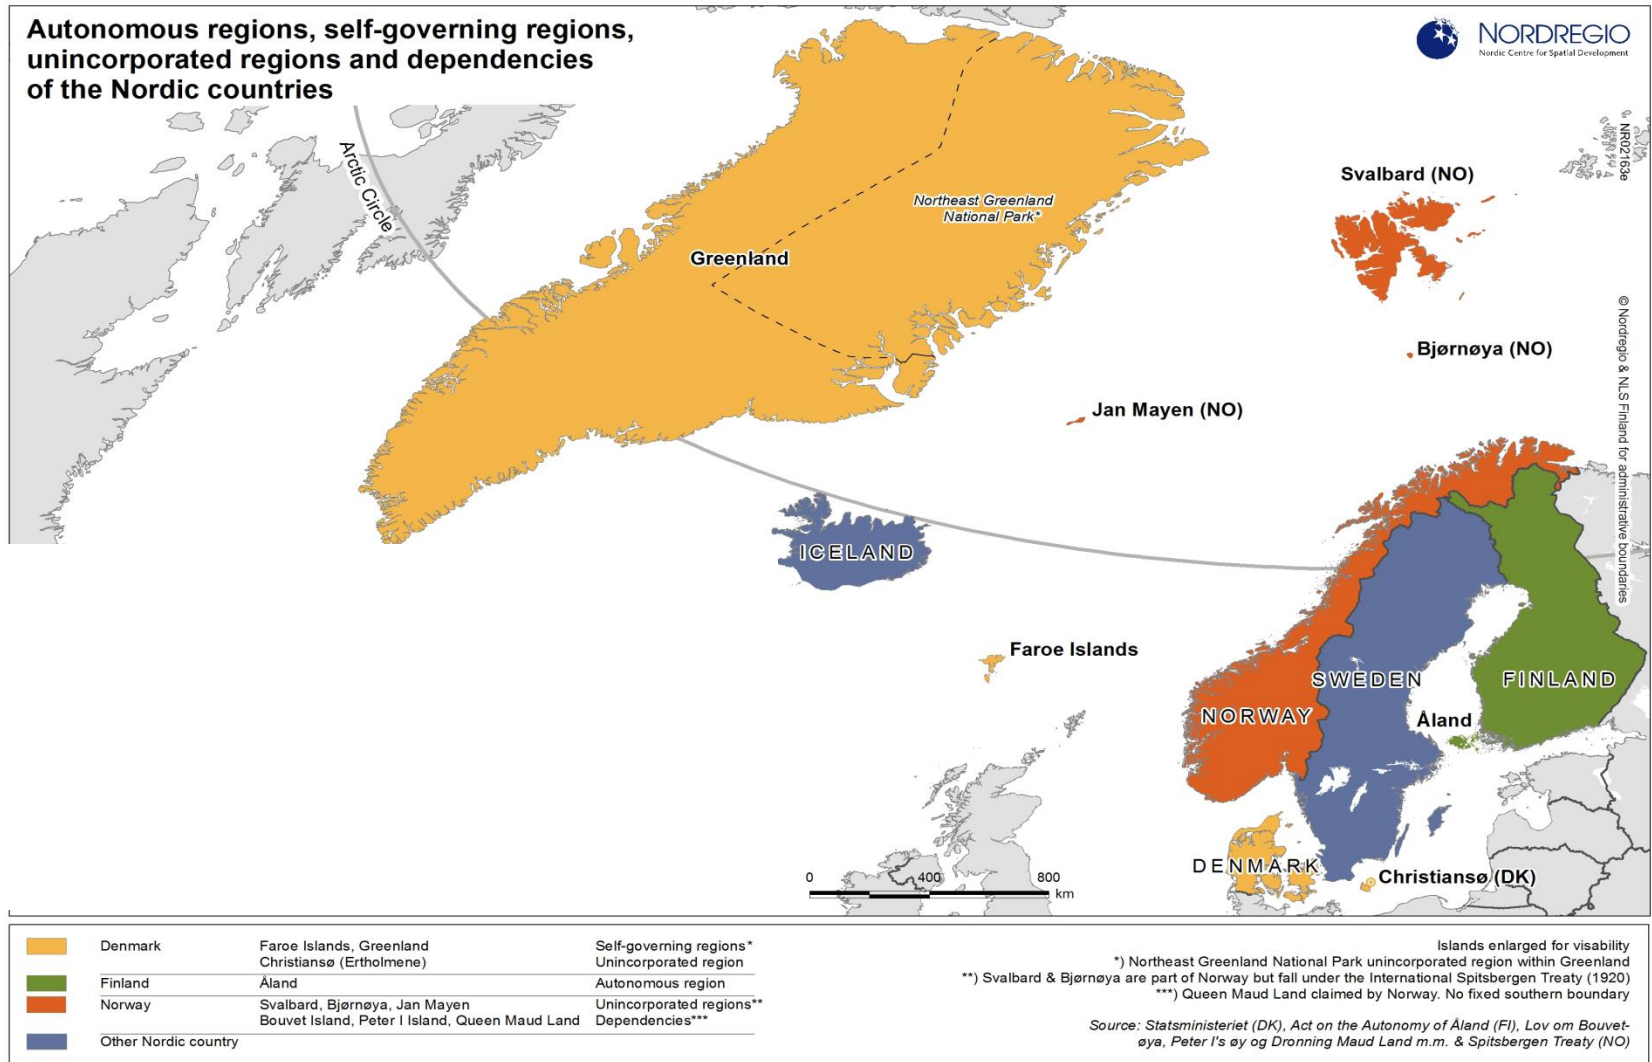 Autonomous regions, self-governing regions,
unincorporated regions and dependencies
of the Nordic countries
NORDREGIO
Nordic Centre for Spatial Development
NR02163e
Arctic Circle
Svalbard (NO)
Northeast Greenland
National Park*
Greenland
Bjørnøya (NO)
Jan Mayen (NO)
©Nordregio & NLS Finland for administrative boundaries
ICELAND
Faroe Islands
SWEDEN
FINLAND
NORWAY
Åland
DENMARK
Christiansø (DK)
0 400 800
km
Denmark Faroe Islands, Greenland Self-governing regions*
Christiansø (Ertholmene) Unincorporated region
Finland Åland Autonomous region
Norway Svalbard, Bjørnøya, Jan Mayen Unincorporated regions**
Bouvet Island, Peter I Island, Queen Maud Land Dependencies***
Other Nordic country
Islands enlarged for visability
*) Northeast Greenland National Park unincorporated region within Greenland
**) Svalbard & Bjørnøya are part of Norway but fall under the International Spitsbergen Treaty (1920)
***) Queen Maud Land claimed by Norway. No fixed southern boundary
Source: Statsministeriet (DK), Act on the Autonomy of Åland (FI), Lov om Bouvet-
øya, Peter I's øy og Dronning Maud Land m.m. & Spitsbergen Treaty (NO)